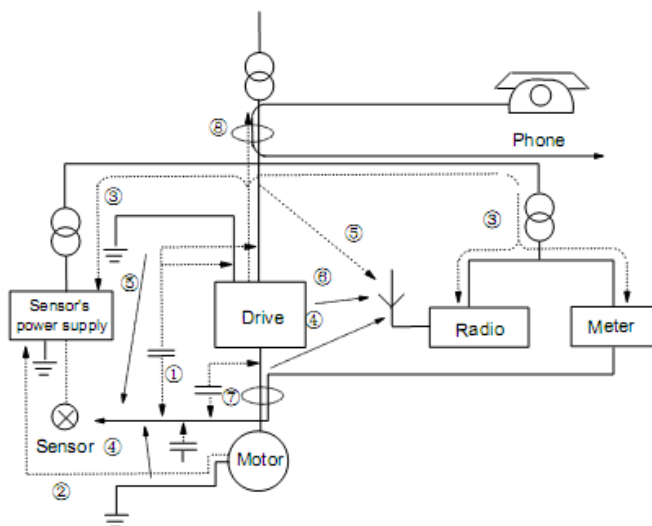 ⑧
Phone
③
③
⑤
⑤
⑥
Sensor's
power supply
Drive
④
Radio
Meter
①
⑦
Sensor
④
Motor
②